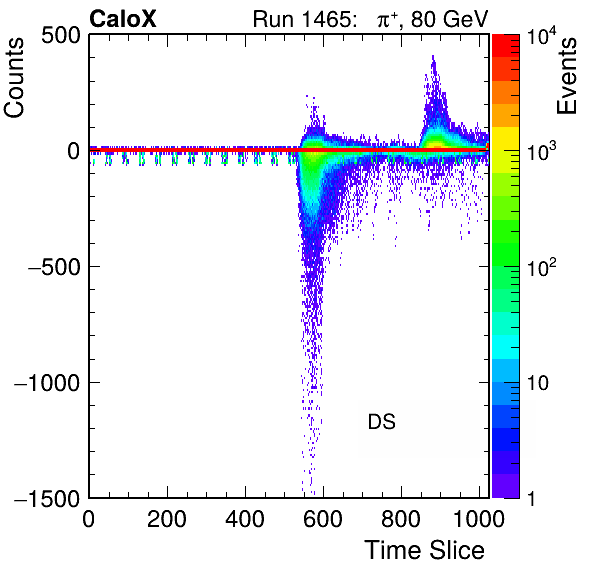 CaloX Run 1465: π⁺, 80 GeV
Counts
Events
500
0
−500
−1000
−1500
0 200 400 600 800 1000
Time Slice
DS
10⁴
10³
10²
10
1